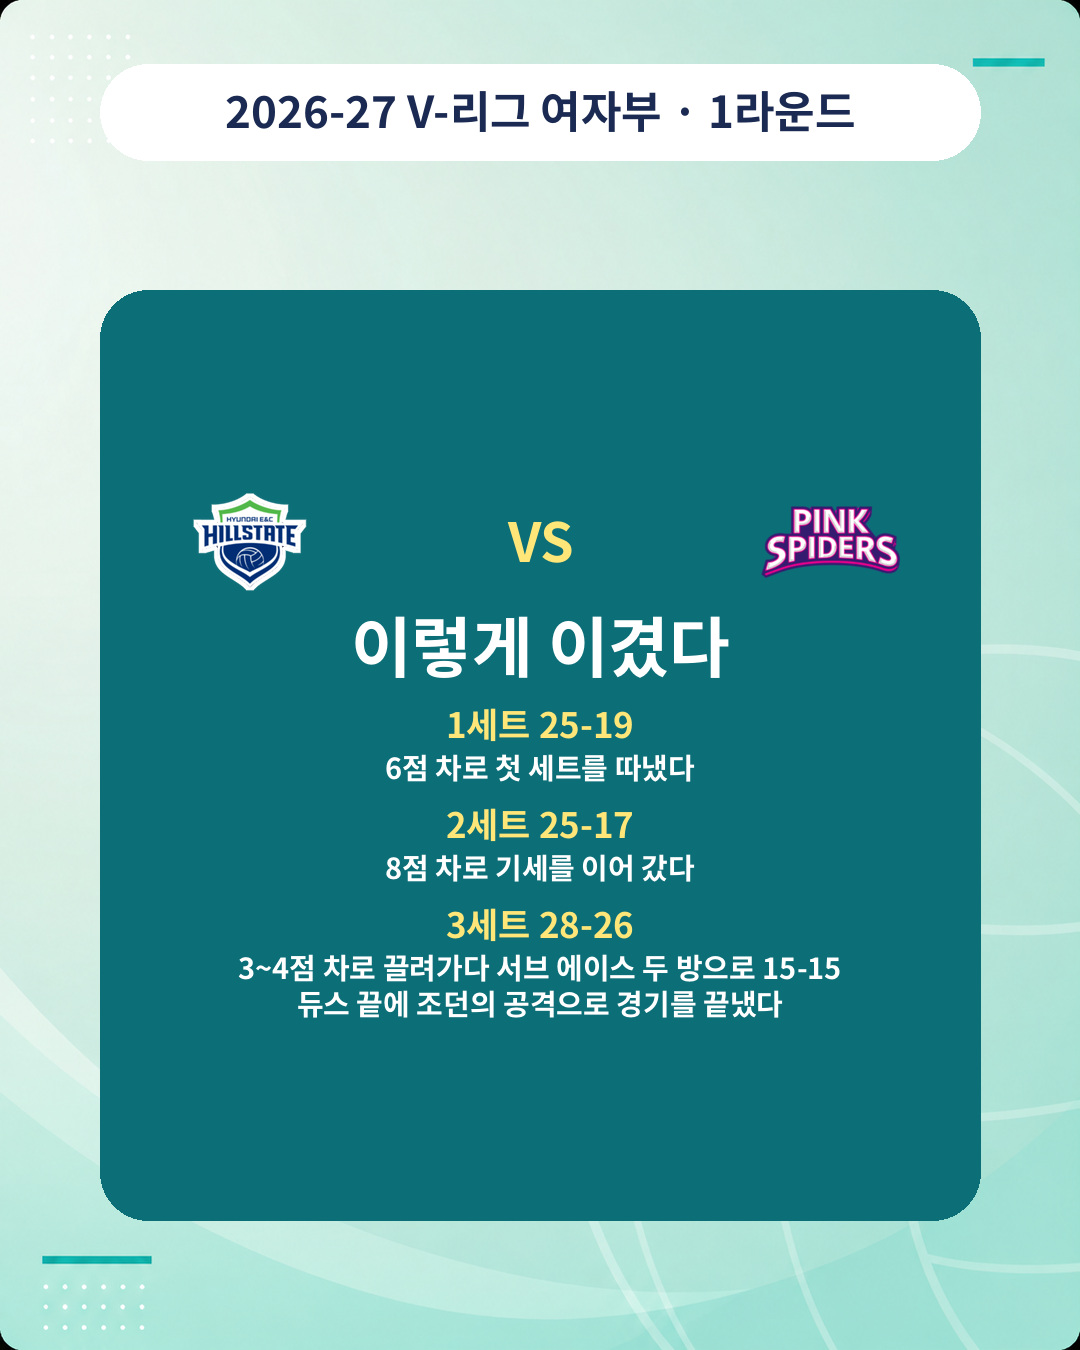 2026-27 V-리그 여자부 · 1라운드
HYUNDAI E&C
HILLSTATE
VS
PINK
SPIDERS
이렇게 이겼다
1세트 25-19
6점 차로 첫 세트를 따냈다
2세트 25-17
8점 차로 기세를 이어 갔다
3세트 28-26
3~4점 차로 끌려가다 서브 에이스 두 방으로 15-15
듀스 끝에 조던의 공격으로 경기를 끝냈다